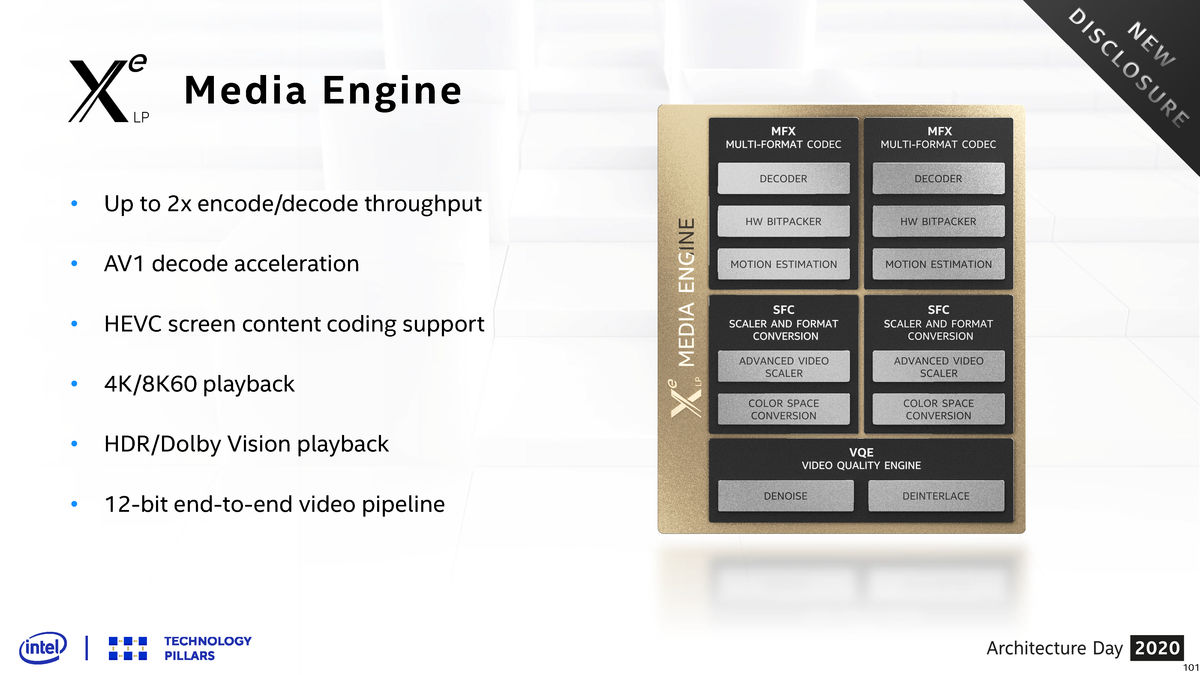 Xe LP Media Engine
NEW
DISCLOSURE
• Up to 2x encode/decode throughput
• AV1 decode acceleration
• HEVC screen content coding support
• 4K/8K60 playback
• HDR/Dolby Vision playback
• 12-bit end-to-end video pipeline
Xe LP MEDIA ENGINE
MFX
MULTI-FORMAT CODEC
DECODER
HW BITPACKER
MOTION ESTIMATION
MFX
MULTI-FORMAT CODEC
DECODER
HW BITPACKER
MOTION ESTIMATION
SFC
SCALER AND FORMAT
CONVERSION
ADVANCED VIDEO
SCALER
COLOR SPACE
CONVERSION
SFC
SCALER AND FORMAT
CONVERSION
ADVANCED VIDEO
SCALER
COLOR SPACE
CONVERSION
VQE
VIDEO QUALITY ENGINE
DENOISE
DEINTERLACE
intel
TECHNOLOGY
PILLARS
Architecture Day 2020
101